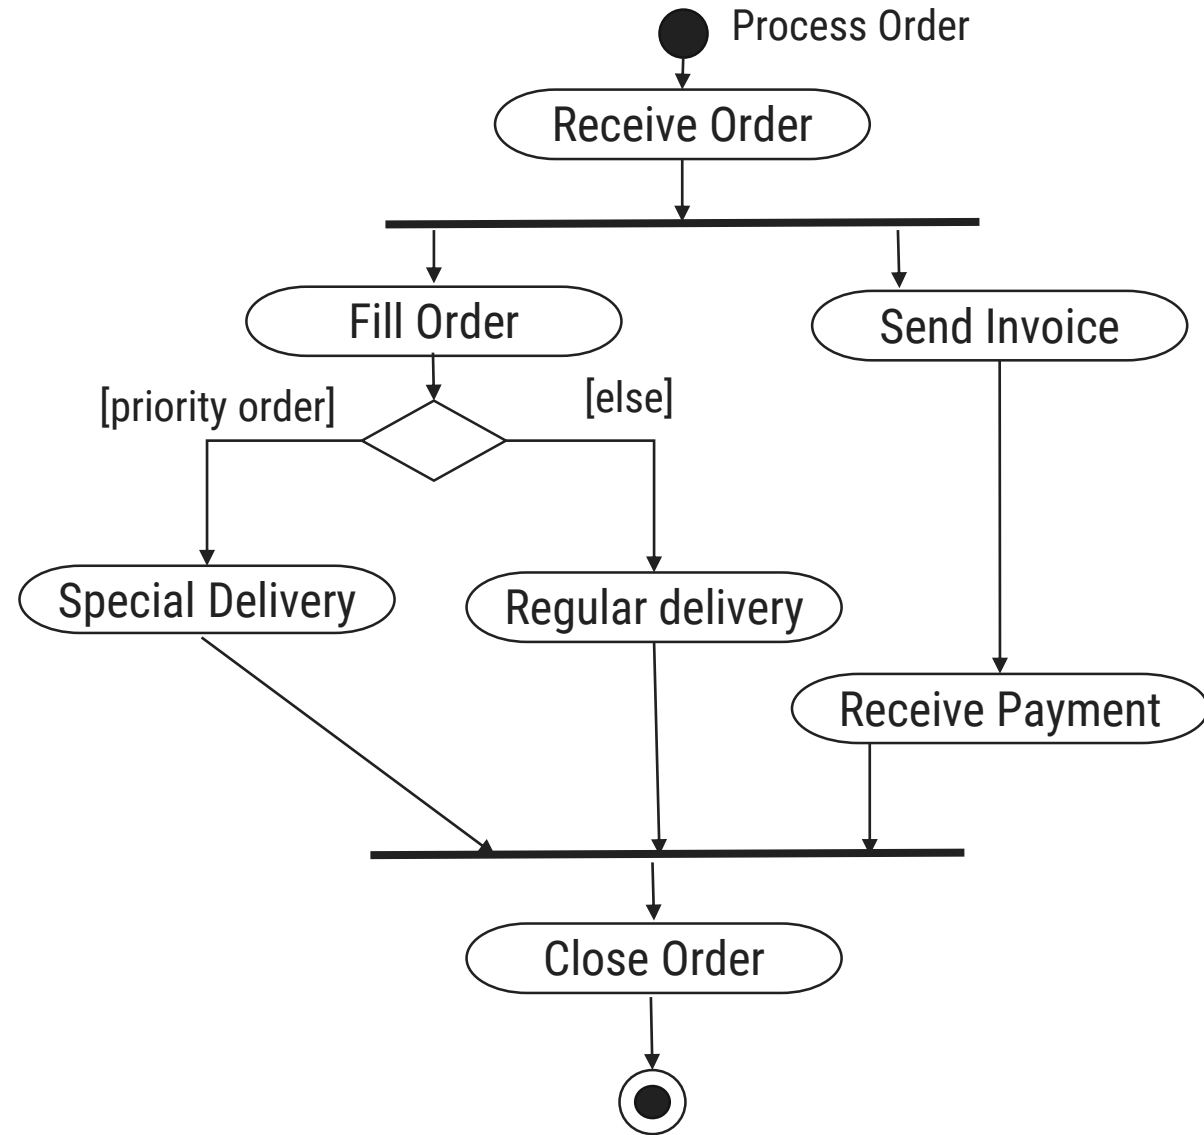 Process Order
Receive Order
Fill Order
Send Invoice
[priority order]
[else]
Special Delivery
Regular delivery
Receive Payment
Close Order